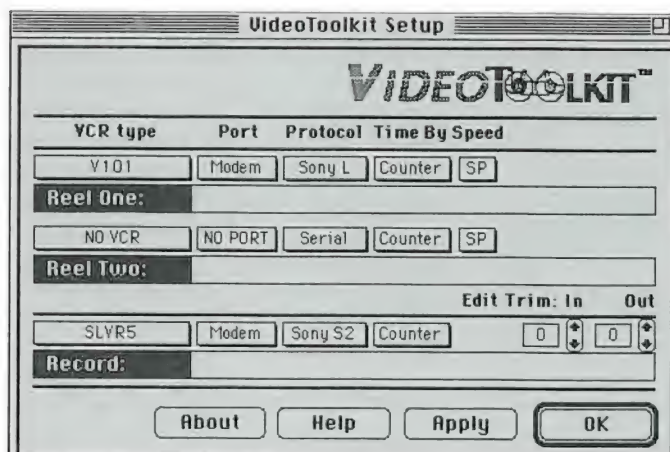 VideoToolkit Setup
VIDEOTOOLKIT™
VCR type Port Protocol Time By Speed
V101 Modem Sony L Counter SP
Reel One:
NO VCR NO PORT Serial Counter SP
Reel Two:
Edit Trim: In Out
SLVR5 Modem Sony S2 Counter 0 0
Record:
About Help Apply OK